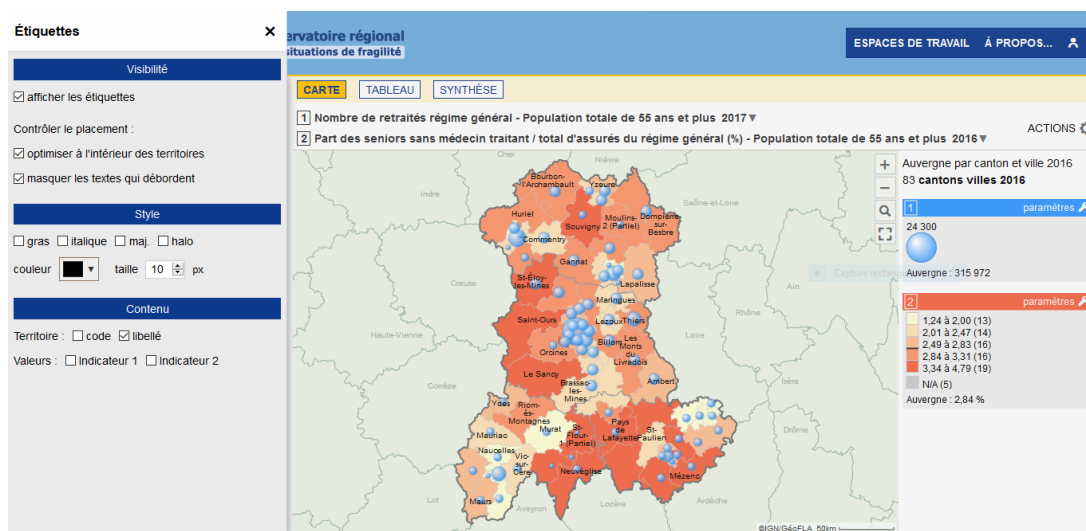 Étiquettes
×
Visibilité
afficher les étiquettes
Contrôler le placement :
optimiser à l'intérieur des territoires
masquer les textes qui débordent
Style
gras italique maj. halo
couleur taille 10 px
Contenu
Territoire : code libellé
Valeurs : Indicateur 1 Indicateur 2
ervatoire régional
situations de fragilité
ESPACES DE TRAVAIL À PROPOS...
CARTE TABLEAU SYNTHÈSE
1 Nombre de retraités régime général - Population totale de 55 ans et plus 2017
2 Part des seniors sans médecin traitant / total d'assurés du régime général (%) - Population totale de 55 ans et plus 2016
ACTIONS
Cher
Nièvre
Indre
Saône-et-Loire
Creuse
Haute-Vienne
Corrèze
Lot
Aveyron
Lozère
Ardèche
Drôme
Isère
Ain
Rhône
Loire
Bourbon-
l'Archambault
Yzeure
Huriel
Souvigny
Moulins-
2 (Partiel)
Dompierre-
sur-
Besbre
Commentry
Gannat
St-Éloy-
les-Mines
Lapalisse
Maringues
Saint-Ours
Lezoux
Thiers
Orcines
Billom
Les
Monts
du
Livradois
Le Sancy
Brassac-
les-
Mines
Ambert
Ydes
Riom-
ès-
Montagnes
Mauriac
Murat
St-
Flour-
1 (Partiel)
Pays
de
Lafayette
St-
Paulien
Naucelles
Vic-
sur-
Cère
Neuvéglise
Mézenc
Maurs
©IGN/GéoFLA 50km
+
−
Auvergne par canton et ville 2016
83 cantons villes 2016
1 paramètres
24 300
Capture rectang
Auvergne : 315 972
2 paramètres
1,24 à 2,00 (13)
2,01 à 2,47 (14)
2,49 à 2,83 (16)
2,84 à 3,31 (16)
3,34 à 4,79 (19)
N/A (5)
Auvergne : 2,84 %